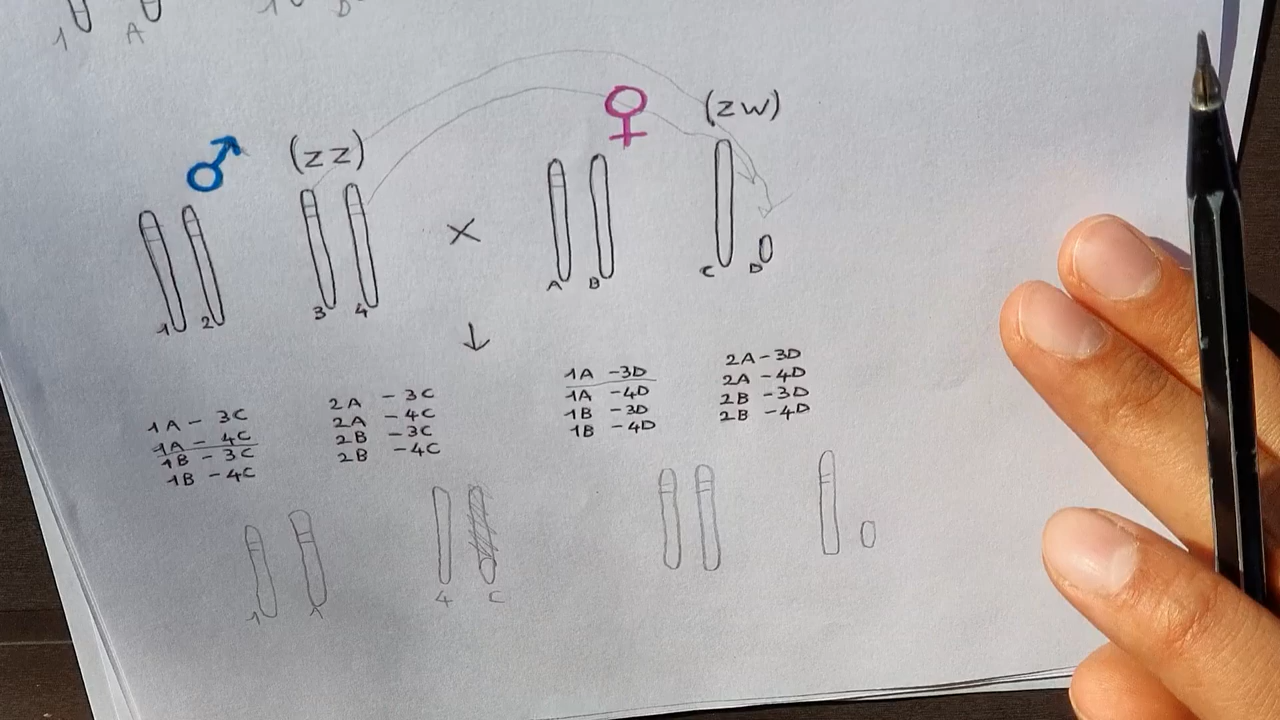 1 A 1 D
♂ (zz) ♀ (zw)
1 2 3 4 × A B C D
↓
1A - 3C
1A - 4C
1B - 3C
1B - 4C
2A - 3C
2A - 4C
2B - 3C
2B - 4C
1A - 3D
1A - 4D
1B - 3D
1B - 4D
2A - 3D
2A - 4D
2B - 3D
2B - 4D
1 A 4 C